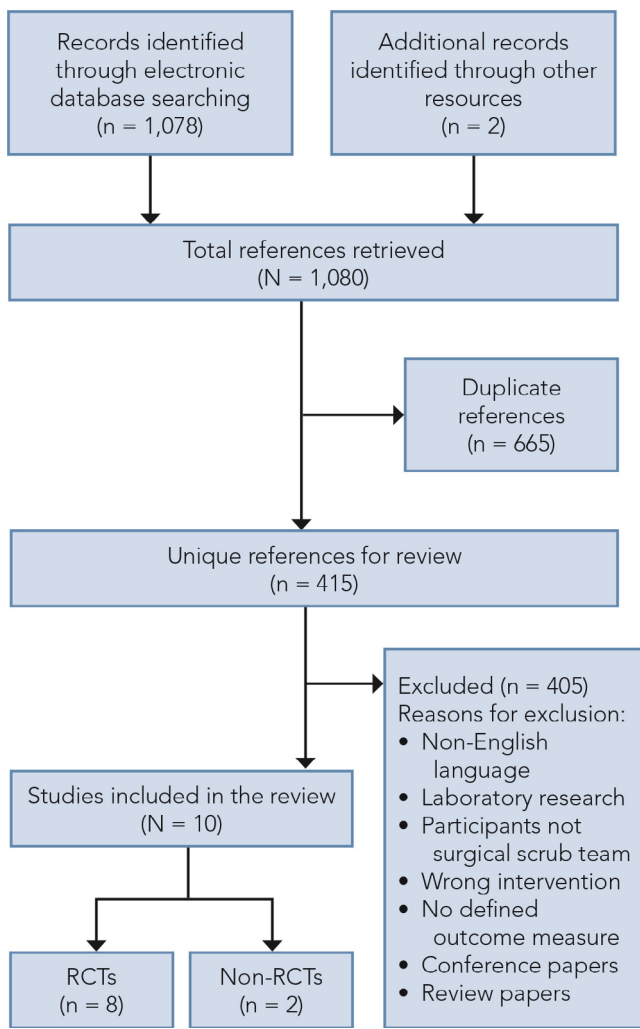 Records identified
through electronic
database searching
(n = 1,078)
Additional records
identified through other
resources
(n = 2)
Total references retrieved
(N = 1,080)
Duplicate
references
(n = 665)
Unique references for review
(n = 415)
Excluded (n = 405)
Reasons for exclusion:
• Non-English
language
• Laboratory research
• Participants not
surgical scrub team
• Wrong intervention
• No defined
outcome measure
• Conference papers
• Review papers
Studies included in the review
(N = 10)
RCTs
(n = 8)
Non-RCTs
(n = 2)